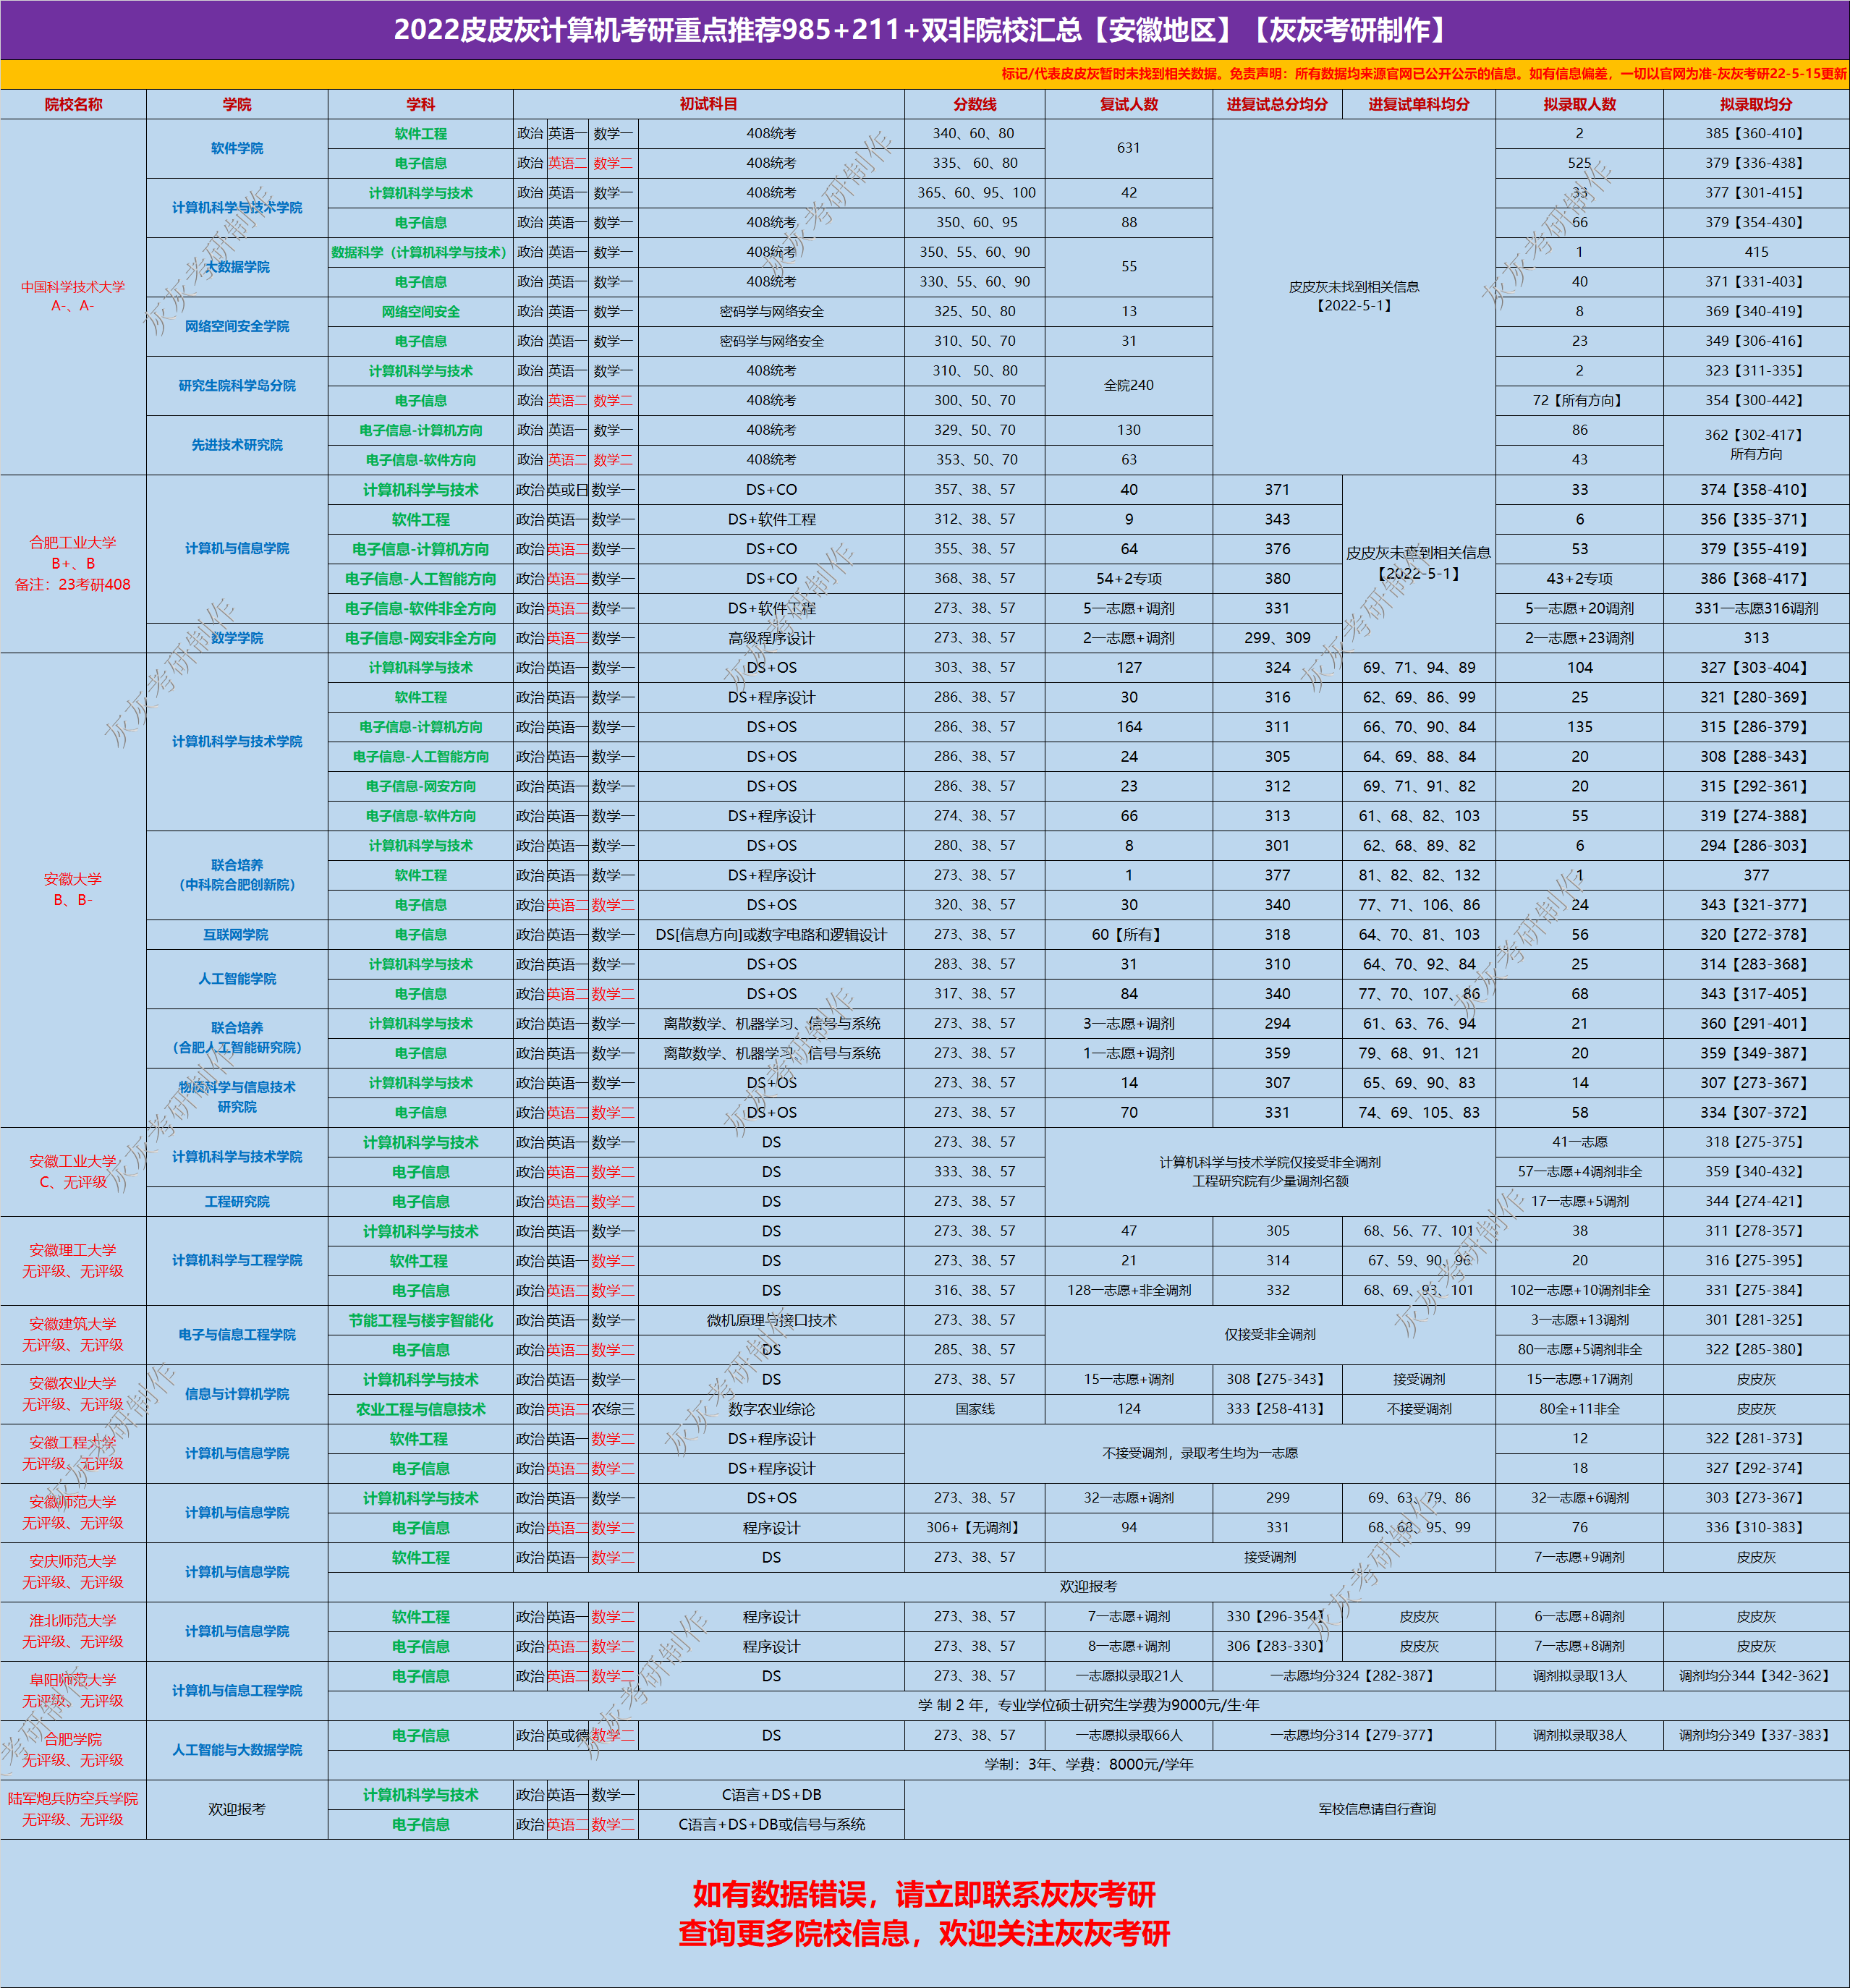 2022皮皮灰计算机考研重点推荐985+211+双非院校汇总【安徽地区】【灰灰考研制作】
标记/代表皮皮灰暂时未找到相关数据。免责声明：所有数据均来源官网已公开公示的信息。如有信息偏差，一切以官网为准-灰灰考研22-5-15更新
院校名称 学院 学科 初试科目 分数线 复试人数 进复试总分均分 进复试单科均分 拟录取人数 拟录取均分
中国科学技术大学
A-、A-
软件学院
软件工程 政治 英语一 数学一 408统考 340、60、80 631 2 385【360-410】
电子信息 政治 英语二 数学二 408统考 335、 60、80 525 379【336-438】
计算机科学与技术学院
计算机科学与技术 政治 英语一 数学一 408统考 365、60、95、100 42 33 377【301-415】
电子信息 政治 英语一 数学一 408统考 350、60、95 88 66 379【354-430】
大数据学院
数据科学（计算机科学与技术） 政治 英语一 数学一 408统考 350、55、60、90 55 1 415
电子信息 政治 英语一 数学一 408统考 330、55、60、90 40 371【331-403】
皮皮灰未找到相关信息
【2022-5-1】
网络空间安全学院
网络空间安全 政治 英语一 数学一 密码学与网络安全 325、50、80 13 8 369【340-419】
电子信息 政治 英语一 数学一 密码学与网络安全 310、50、70 31 23 349【306-416】
研究生院科学岛分院
计算机科学与技术 政治 英语一 数学一 408统考 310、 50、80 全院240 2 323【311-335】
电子信息 政治 英语二 数学二 408统考 300、50、70 72【所有方向】 354【300-442】
先进技术研究院
电子信息-计算机方向 政治 英语一 数学一 408统考 329、50、70 130 86 362【302-417】
所有方向
电子信息-软件方向 政治 英语二 数学二 408统考 353、50、70 63 43
合肥工业大学
B+、B
备注：23考研408
计算机与信息学院
计算机科学与技术 政治 英或日 数学一 DS+CO 357、38、57 40 371 33 374【358-410】
软件工程 政治 英语一 数学一 DS+软件工程 312、38、57 9 343 6 356【335-371】
电子信息-计算机方向 政治 英语二 数学一 DS+CO 355、38、57 64 376 53 379【355-419】
皮皮灰未查到相关信息
【2022-5-1】
电子信息-人工智能方向 政治 英语二 数学一 DS+CO 368、38、57 54+2专项 380 43+2专项 386【368-417】
电子信息-软件非全方向 政治 英语二 数学一 DS+软件工程 273、38、57 5一志愿+调剂 331 5一志愿+20调剂 331一志愿316调剂
数学学院
电子信息-网安非全方向 政治 英语二 数学一 高级程序设计 273、38、57 2一志愿+调剂 299、309 2一志愿+23调剂 313
安徽大学
B、B-
计算机科学与技术学院
计算机科学与技术 政治 英语一 数学一 DS+OS 303、38、57 127 324 69、71、94、89 104 327【303-404】
软件工程 政治 英语一 数学一 DS+程序设计 286、38、57 30 316 62、69、86、99 25 321【280-369】
电子信息-计算机方向 政治 英语一 数学一 DS+OS 286、38、57 164 311 66、70、90、84 135 315【286-379】
电子信息-人工智能方向 政治 英语一 数学一 DS+OS 286、38、57 24 305 64、69、88、84 20 308【288-343】
电子信息-网安方向 政治 英语一 数学一 DS+OS 286、38、57 23 312 69、71、91、82 20 315【292-361】
电子信息-软件方向 政治 英语一 数学一 DS+程序设计 274、38、57 66 313 61、68、82、103 55 319【274-388】
联合培养
（中科院合肥创新院）
计算机科学与技术 政治 英语一 数学一 DS+OS 280、38、57 8 301 62、68、89、82 6 294【286-303】
软件工程 政治 英语一 数学一 DS+程序设计 273、38、57 1 377 81、82、82、132 1 377
电子信息 政治 英语二 数学二 DS+OS 320、38、57 30 340 77、71、106、86 24 343【321-377】
互联网学院
电子信息 政治 英语一 数学一 DS[信息方向]或数字电路和逻辑设计 273、38、57 60【所有】 318 64、70、81、103 56 320【272-378】
人工智能学院
计算机科学与技术 政治 英语一 数学一 DS+OS 283、38、57 31 310 64、70、92、84 25 314【283-368】
电子信息 政治 英语二 数学二 DS+OS 317、38、57 84 340 77、70、107、86 68 343【317-405】
联合培养
（合肥人工智能研究院）
计算机科学与技术 政治 英语一 数学一 离散数学、机器学习、信号与系统 273、38、57 3一志愿+调剂 294 61、63、76、94 21 360【291-401】
电子信息 政治 英语一 数学一 离散数学、机器学习、信号与系统 273、38、57 1一志愿+调剂 359 79、68、91、121 20 359【349-387】
物质科学与信息技术
研究院
计算机科学与技术 政治 英语一 数学一 DS+OS 273、38、57 14 307 65、69、90、83 14 307【273-367】
电子信息 政治 英语二 数学二 DS+OS 273、38、57 70 331 74、69、105、83 58 334【307-372】
安徽工业大学
C、无评级
计算机科学与技术学院
计算机科学与技术 政治 英语一 数学一 DS 273、38、57 41一志愿 318【275-375】
电子信息 政治 英语二 数学二 DS 333、38、57 57一志愿+4调剂非全 359【340-432】
计算机科学与技术学院仅接受非全调剂
工程研究院有少量调剂名额
工程研究院
电子信息 政治 英语二 数学二 DS 273、38、57 17一志愿+5调剂 344【274-421】
安徽理工大学
无评级、无评级
计算机科学与工程学院
计算机科学与技术 政治 英语一 数学一 DS 273、38、57 47 305 68、56、77、101 38 311【278-357】
软件工程 政治 英语一 数学二 DS 273、38、57 21 314 67、59、90、96 20 316【275-395】
电子信息 政治 英语二 数学二 DS 316、38、57 128一志愿+非全调剂 332 68、69、93、101 102一志愿+10调剂非全 331【275-384】
安徽建筑大学
无评级、无评级
电子与信息工程学院
节能工程与楼宇智能化 政治 英语一 数学一 微机原理与接口技术 273、38、57 仅接受非全调剂 3一志愿+13调剂 301【281-325】
电子信息 政治 英语二 数学二 DS 285、38、57 80一志愿+5调剂非全 322【285-380】
安徽农业大学
无评级、无评级
信息与计算机学院
计算机科学与技术 政治 英语一 数学一 DS 273、38、57 15一志愿+调剂 308【275-343】 接受调剂 15一志愿+17调剂 皮皮灰
农业工程与信息技术 政治 英语二 农综三 数字农业综论 国家线 124 333【258-413】 不接受调剂 80全+11非全 皮皮灰
安徽工程大学
无评级、无评级
计算机与信息学院
软件工程 政治 英语一 数学二 DS+程序设计 不接受调剂，录取考生均为一志愿 12 322【281-373】
电子信息 政治 英语二 数学二 DS+程序设计 18 327【292-374】
安徽师范大学
无评级、无评级
计算机与信息学院
计算机科学与技术 政治 英语一 数学一 DS+OS 273、38、57 32一志愿+调剂 299 69、63、79、86 32一志愿+6调剂 303【273-367】
电子信息 政治 英语二 数学二 程序设计 306+【无调剂】 94 331 68、68、95、99 76 336【310-383】
安庆师范大学
无评级、无评级
计算机与信息学院
软件工程 政治 英语一 数学二 DS 273、38、57 接受调剂 7一志愿+9调剂 皮皮灰
欢迎报考
淮北师范大学
无评级、无评级
计算机与信息学院
软件工程 政治 英语一 数学二 程序设计 273、38、57 7一志愿+调剂 330【296-354】 皮皮灰 6一志愿+8调剂 皮皮灰
电子信息 政治 英语二 数学二 程序设计 273、38、57 8一志愿+调剂 306【283-330】 皮皮灰 7一志愿+8调剂 皮皮灰
阜阳师范大学
无评级、无评级
计算机与信息工程学院
电子信息 政治 英语二 数学二 DS 273、38、57 一志愿拟录取21人 一志愿均分324【282-387】 调剂拟录取13人 调剂均分344【342-362】
学 制 2 年，专业学位硕士研究生学费为9000元/生·年
合肥学院
无评级、无评级
人工智能与大数据学院
电子信息 政治 英或德 数学二 DS 273、38、57 一志愿拟录取66人 一志愿均分314【279-377】 调剂拟录取38人 调剂均分349【337-383】
学制：3年、学费：8000元/学年
陆军炮兵防空兵学院
无评级、无评级
欢迎报考
计算机科学与技术 政治 英语一 数学一 C语言+DS+DB 军校信息请自行查询
电子信息 政治 英语二 数学二 C语言+DS+DB或信号与系统
如有数据错误，请立即联系灰灰考研
查询更多院校信息，欢迎关注灰灰考研
灰灰考研制作